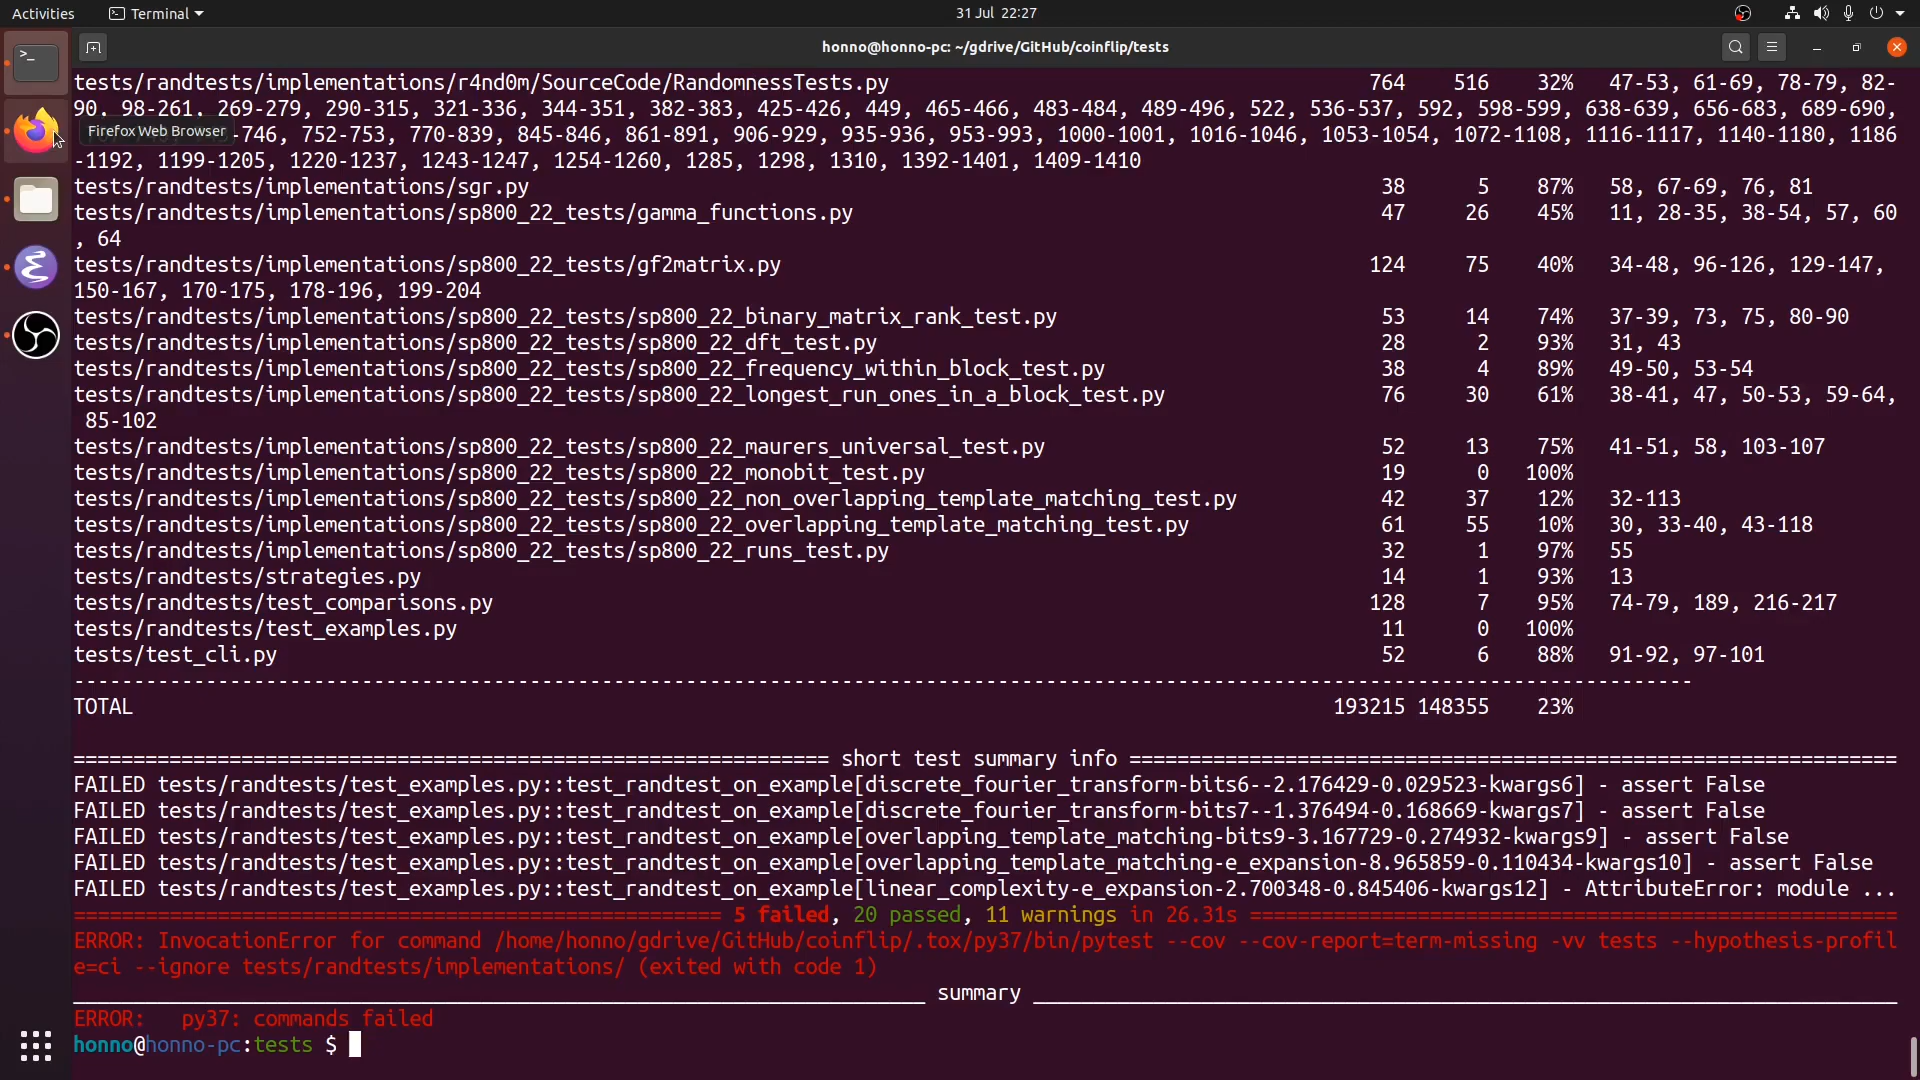 Activities Terminal 31 Jul 22:27
honno@honno-pc: ~/gdrive/GitHub/coinflip/tests
tests/randtests/implementations/r4nd0m/SourceCode/RandomnessTests.py 764 516 32% 47-53, 61-69, 78-79, 82-
90, 98-261, 269-279, 290-315, 321-336, 344-351, 382-383, 425-426, 449, 465-466, 483-484, 489-496, 522, 536-537, 592, 598-599, 638-639, 656-683, 689-690,
Firefox Web Browser -746, 752-753, 770-839, 845-846, 861-891, 906-929, 935-936, 953-993, 1000-1001, 1016-1046, 1053-1054, 1072-1108, 1116-1117, 1140-1180, 1186
-1192, 1199-1205, 1220-1237, 1243-1247, 1254-1260, 1285, 1298, 1310, 1392-1401, 1409-1410
tests/randtests/implementations/sgr.py 38 5 87% 58, 67-69, 76, 81
tests/randtests/implementations/sp800_22_tests/gamma_functions.py 47 26 45% 11, 28-35, 38-54, 57, 60
, 64
tests/randtests/implementations/sp800_22_tests/gf2matrix.py 124 75 40% 34-48, 96-126, 129-147,
150-167, 170-175, 178-196, 199-204
tests/randtests/implementations/sp800_22_tests/sp800_22_binary_matrix_rank_test.py 53 14 74% 37-39, 73, 75, 80-90
tests/randtests/implementations/sp800_22_tests/sp800_22_dft_test.py 28 2 93% 31, 43
tests/randtests/implementations/sp800_22_tests/sp800_22_frequency_within_block_test.py 38 4 89% 49-50, 53-54
tests/randtests/implementations/sp800_22_tests/sp800_22_longest_run_ones_in_a_block_test.py 76 30 61% 38-41, 47, 50-53, 59-64,
85-102
tests/randtests/implementations/sp800_22_tests/sp800_22_maurers_universal_test.py 52 13 75% 41-51, 58, 103-107
tests/randtests/implementations/sp800_22_tests/sp800_22_monobit_test.py 19 0 100%
tests/randtests/implementations/sp800_22_tests/sp800_22_non_overlapping_template_matching_test.py 42 37 12% 32-113
tests/randtests/implementations/sp800_22_tests/sp800_22_overlapping_template_matching_test.py 61 55 10% 30, 33-40, 43-118
tests/randtests/implementations/sp800_22_tests/sp800_22_runs_test.py 32 1 97% 55
tests/randtests/strategies.py 14 1 93% 13
tests/randtests/test_comparisons.py 128 7 95% 74-79, 189, 216-217
tests/randtests/test_examples.py 11 0 100%
tests/test_cli.py 52 6 88% 91-92, 97-101
---------------------------------------------------------------------------------------------------------------------------------------
TOTAL 193215 148355 23%
=============================================================== short test summary info ================================================================
FAILED tests/randtests/test_examples.py::test_randtest_on_example[discrete_fourier_transform-bits6--2.176429-0.029523-kwargs6] - assert False
FAILED tests/randtests/test_examples.py::test_randtest_on_example[discrete_fourier_transform-bits7--1.376494-0.168669-kwargs7] - assert False
FAILED tests/randtests/test_examples.py::test_randtest_on_example[overlapping_template_matching-bits9-3.167729-0.274932-kwargs9] - assert False
FAILED tests/randtests/test_examples.py::test_randtest_on_example[overlapping_template_matching-e_expansion-8.965859-0.110434-kwargs10] - assert False
FAILED tests/randtests/test_examples.py::test_randtest_on_example[linear_complexity-e_expansion-2.700348-0.845406-kwargs12] - AttributeError: module ...
====================================================== 5 failed, 20 passed, 11 warnings in 26.31s ======================================================
ERROR: InvocationError for command /home/honno/gdrive/GitHub/coinflip/.tox/py37/bin/pytest --cov --cov-report=term-missing -vv tests --hypothesis-profil
e=ci --ignore tests/randtests/implementations/ (exited with code 1)
_______________________________________________________________________ summary ________________________________________________________________________
ERROR: py37: commands failed
honno@honno-pc:tests $